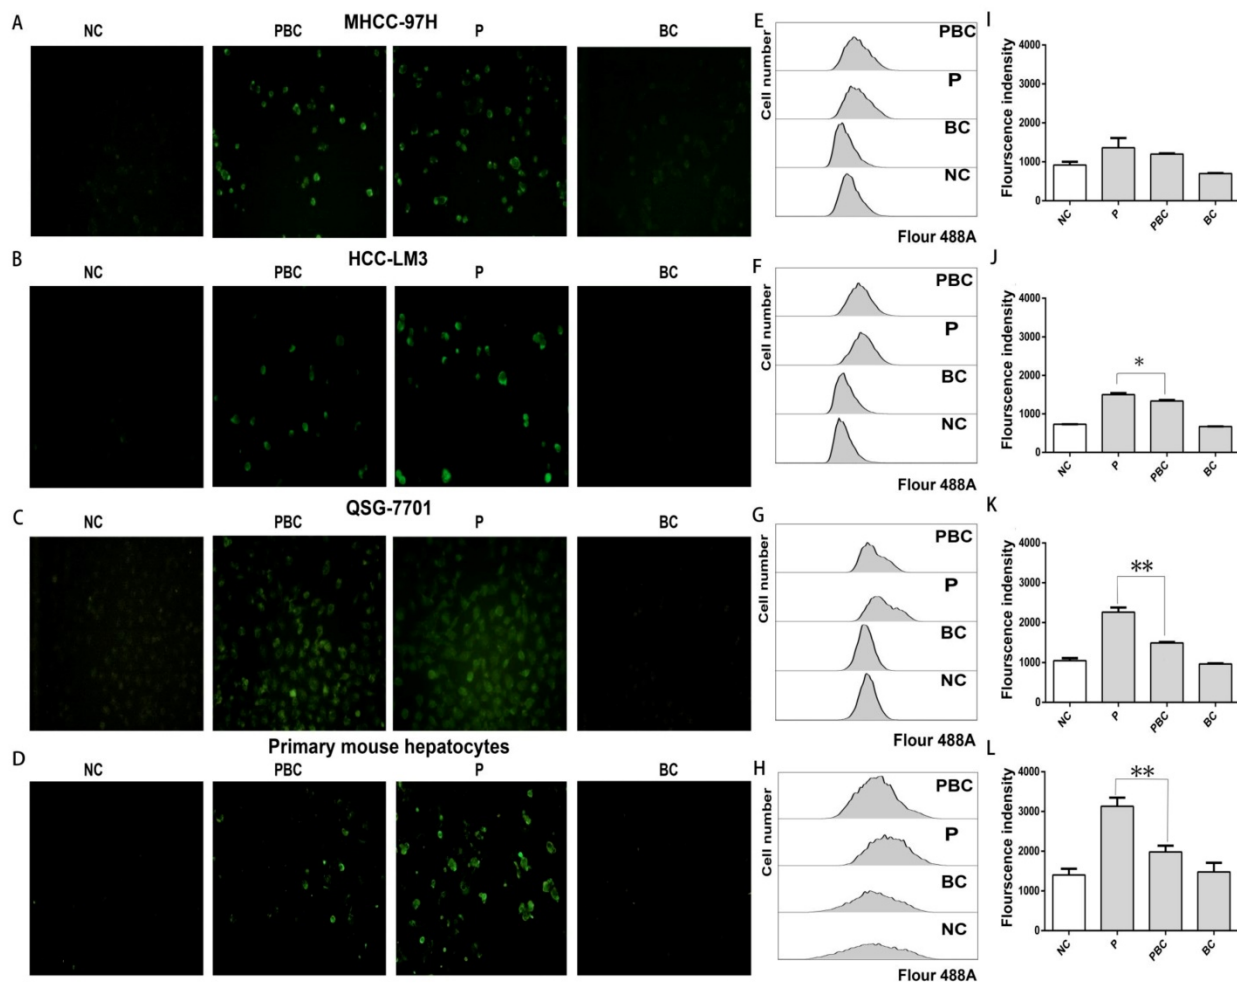 A
MHCC-97H
NC PBC P BC
B
HCC-LM3
NC PBC P BC
C
QSG-7701
NC PBC P BC
D
Primary mouse hepatocytes
NC PBC P BC
E
Cell number
PBC
P
BC
NC
Flour 488A
F
Cell number
PBC
P
BC
NC
Flour 488A
G
Cell number
PBC
P
BC
NC
Flour 488A
H
Cell number
PBC
P
BC
NC
Flour 488A
I
Flourscence indensity
4000
3000
2000
1000
0
NC P PBC BC
J
Flourscence indensity
4000
3000
2000
1000
0
*
NC P PBC BC
K
Flourscence indensity
4000
3000
2000
1000
0
**
NC P PBC BC
L
Flourscence indensity
4000
3000
2000
1000
0
**
NC P PBC BC